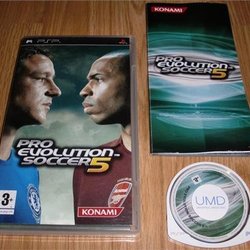 PSP
PRO
EVOLUTION
SOCCER 5
3+
KONAMI
KONAMI
PRO
EVOLUTION
SOCCER 5
UMD